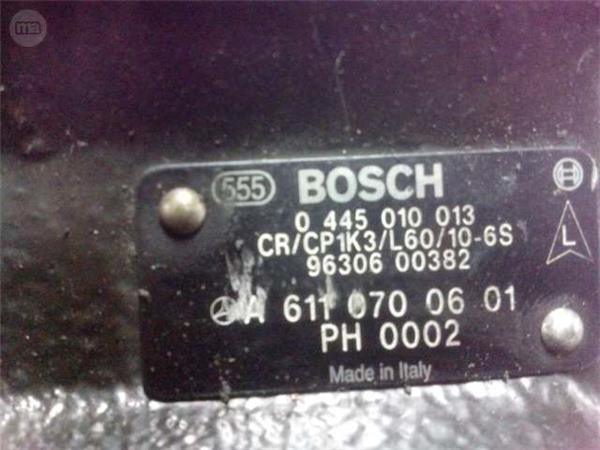 ma
555 BOSCH
0 445 010 013
CR/CP1K3/L60/10-6S
L
96306 00382
A 611 070 06 01
PH 0002
Made in Italy